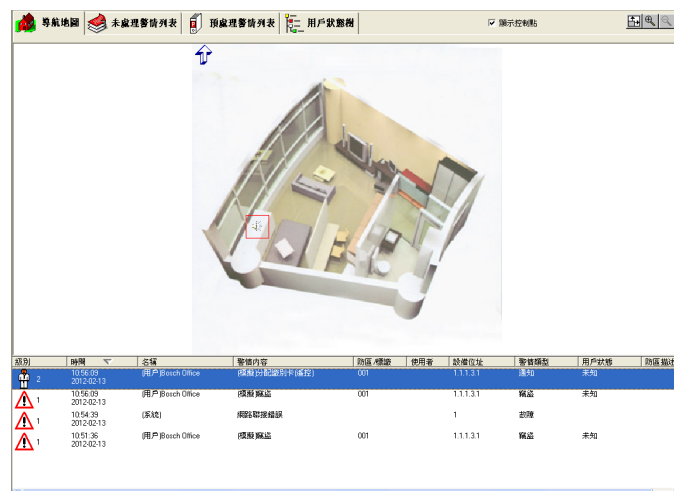 導航地圖 未處理警情列表 預處理警情列表 用戶狀態樹 顯示控制點
級別 時間 名稱 警情內容 防區/標識 使用者 設備位址 警情類型 用戶狀態 防區描述
2 10:56:09 2012-02-13 (用戶)Bosch Office (模擬)分配識別卡(遙控) 001 1.1.1.3.1 通知 未知
1 10:56:09 2012-02-13 (用戶)Bosch Office (模擬)竊盜 001 1.1.1.3.1 竊盜 未知
1 10:54:39 2012-02-13 (系統) 網路聯接錯誤 1 故障
1 10:51:36 2012-02-13 (用戶)Bosch Office (模擬)竊盜 001 1.1.1.3.1 竊盜 未知